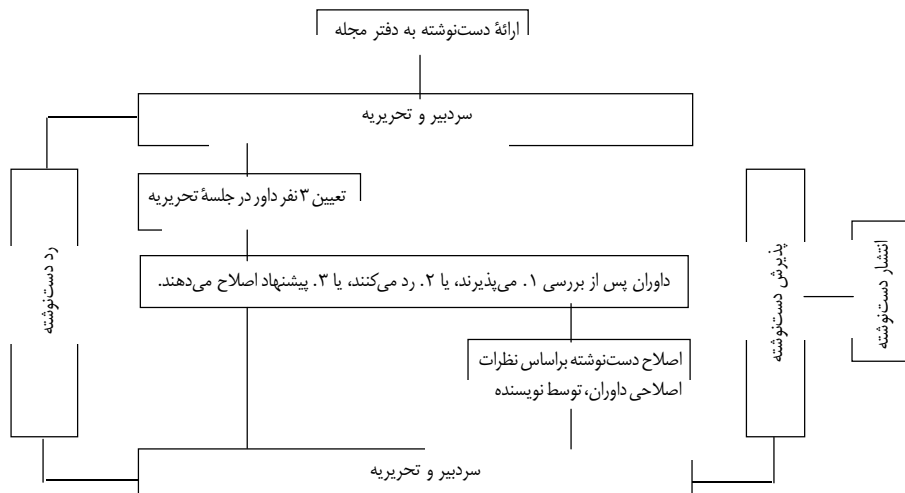 ارائهٔ دست‌نوشته به دفتر مجله
سردبیر و تحریریه
تعیین ۳ نفر داور در جلسهٔ تحریریه
داوران پس از بررسی ۱. می‌پذیرند، یا ۲. رد می‌کنند، یا ۳. پیشنهاد اصلاح می‌دهند.
اصلاح دست‌نوشته براساس نظرات
اصلاحی داوران، توسط نویسنده
سردبیر و تحریریه
رد دست‌نوشته
پذیرش دست‌نوشته
انتشار دست‌نوشته